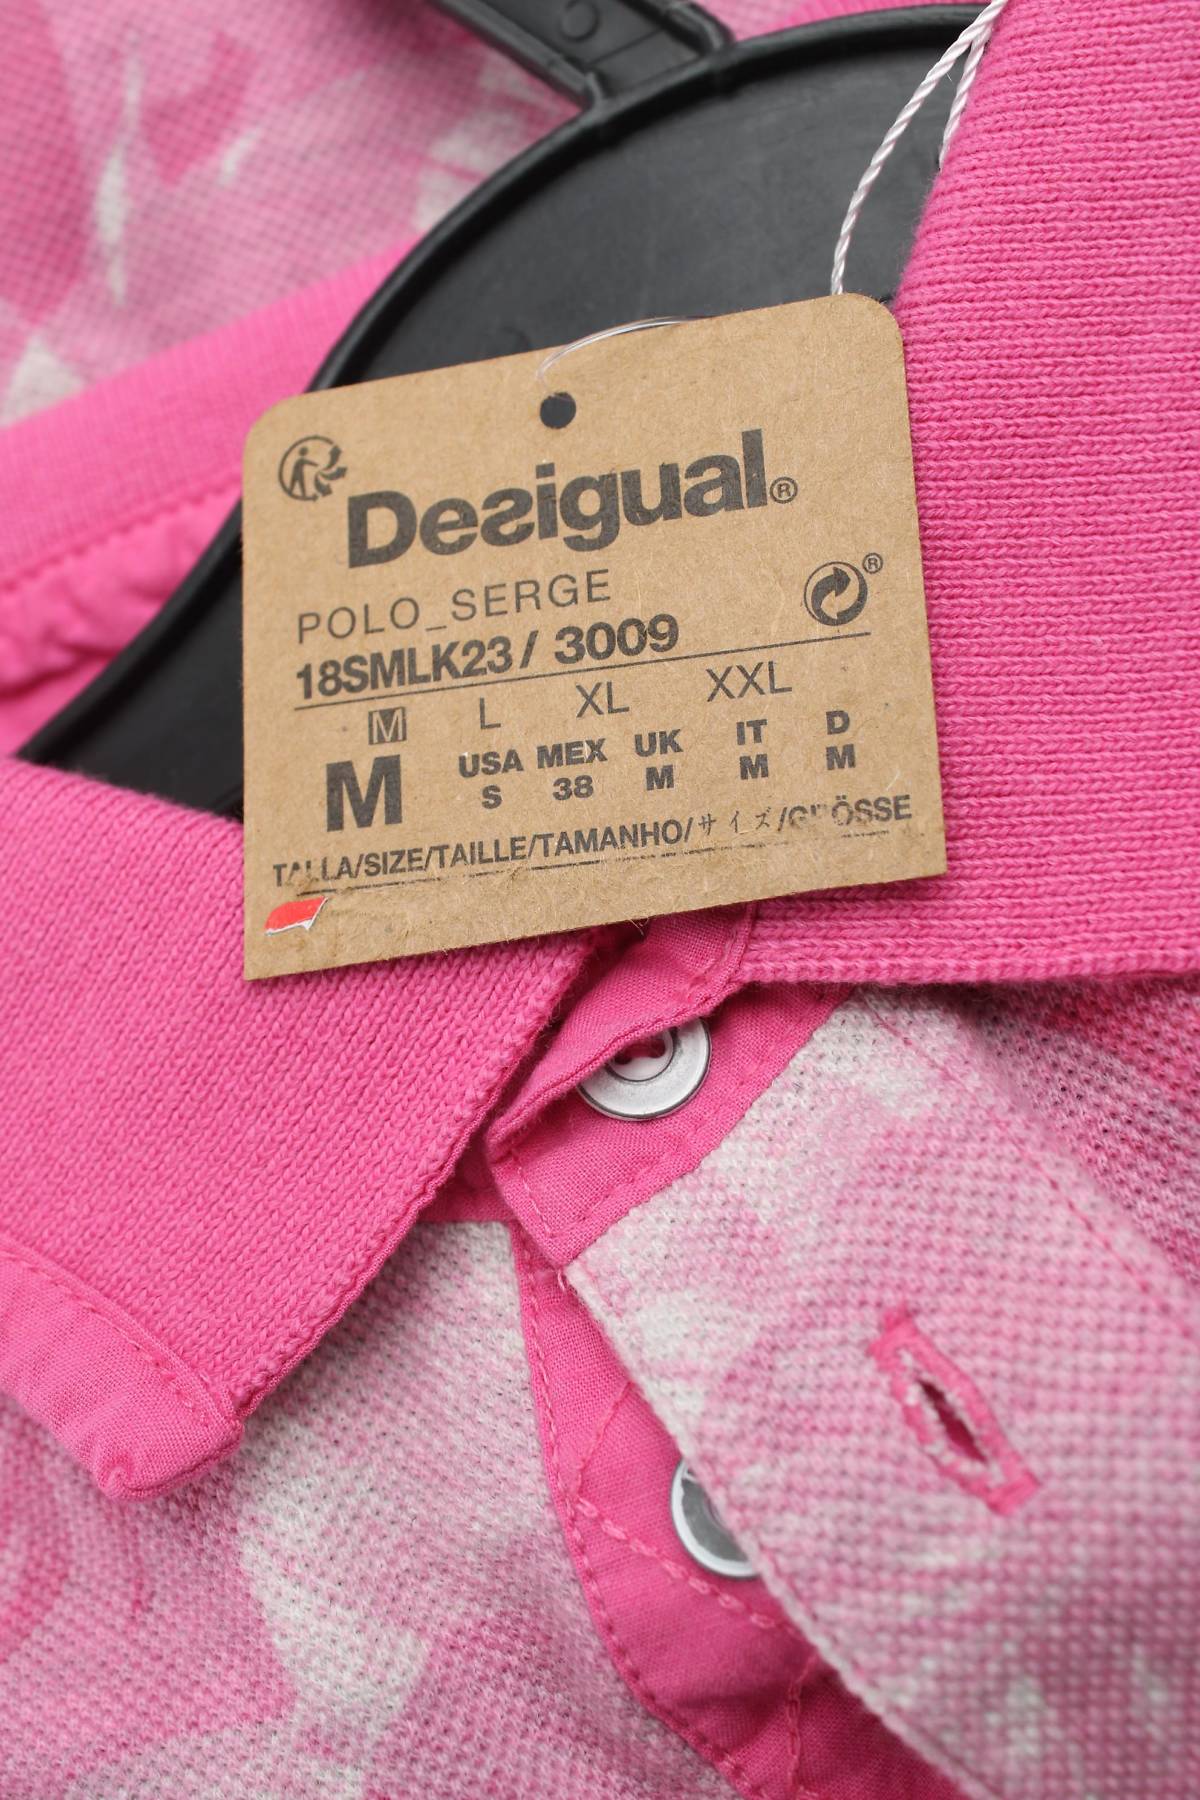 Desigual®
POLO_SERGE
18SMLK23/ 3009
M L XL XXL
M USA MEX UK IT D
S 38 M M M
TALLA/SIZE/TAILLE/TAMANHO/サイズ/GRÖSSE